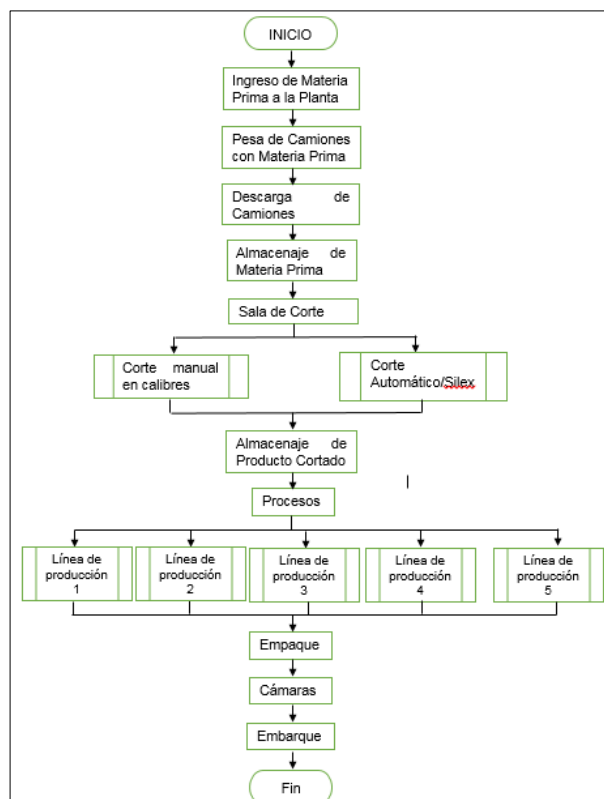 INICIO
Ingreso de Materia
Prima a la Planta
Pesa de Camiones
con Materia Prima
Descarga de
Camiones
Almacenaje de
Materia Prima
Sala de Corte
Corte manual
en calibres
Corte
Automático/Silex
Almacenaje de
Producto Cortado
Procesos
Línea de
producción
1
Línea de
producción
2
Línea de
producción
3
Línea de
producción
4
Línea de
producción
5
Empaque
Cámaras
Embarque
Fin